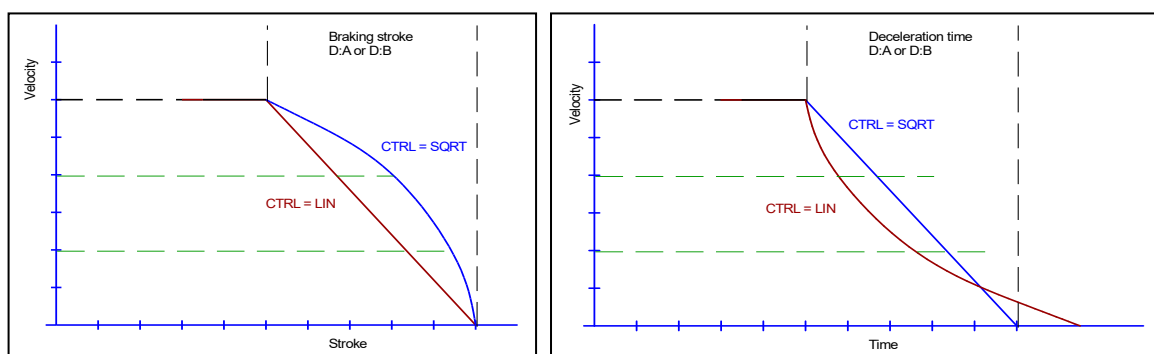 Braking stroke
D:A or D:B
Velocity
CTRL = SQRT
CTRL = LIN
Stroke
Deceleration time
D:A or D:B
Velocity
CTRL = SQRT
CTRL = LIN
Time